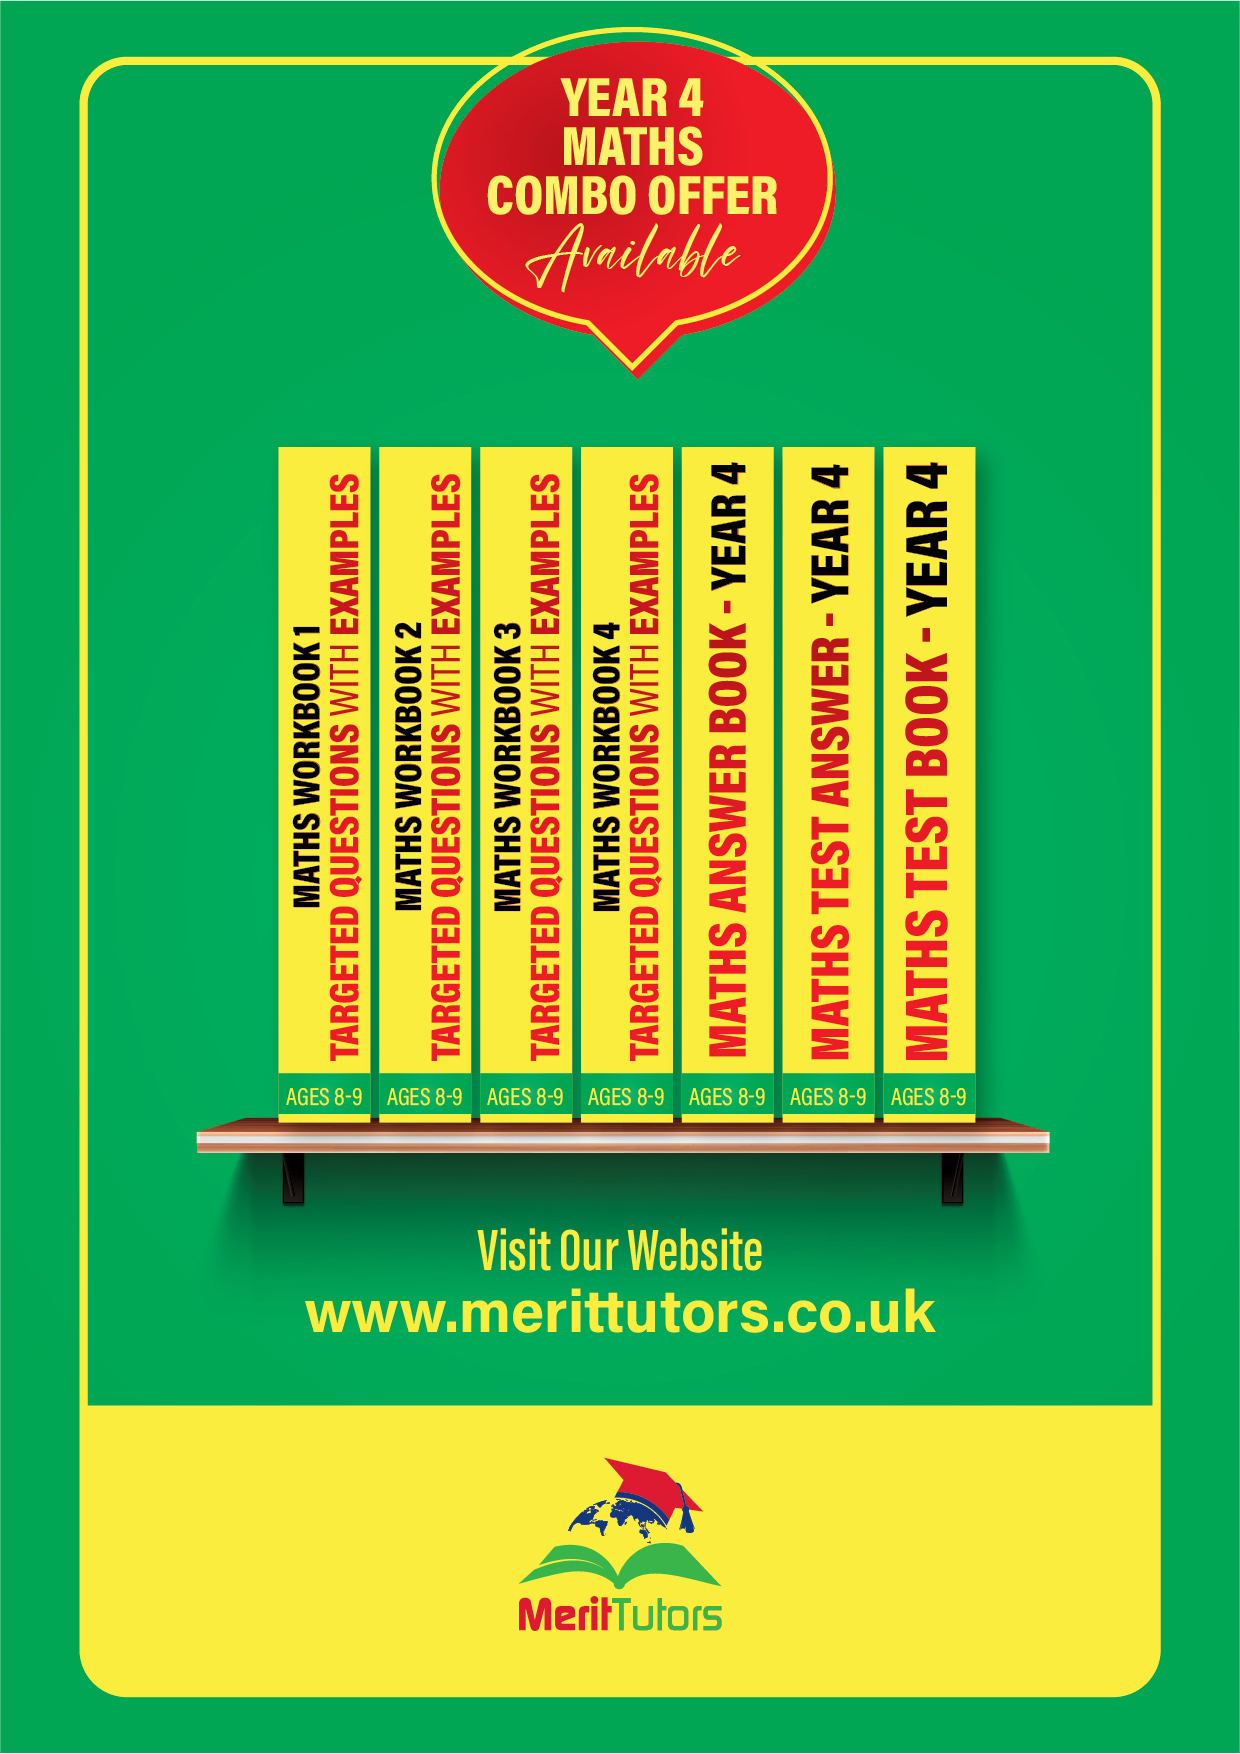 YEAR 4
MATHS
COMBO OFFER
Available
MATHS WORKBOOK 1
TARGETED QUESTIONS WITH EXAMPLES
AGES 8-9
MATHS WORKBOOK 2
TARGETED QUESTIONS WITH EXAMPLES
AGES 8-9
MATHS WORKBOOK 3
TARGETED QUESTIONS WITH EXAMPLES
AGES 8-9
MATHS WORKBOOK 4
TARGETED QUESTIONS WITH EXAMPLES
AGES 8-9
MATHS ANSWER BOOK - YEAR 4
AGES 8-9
MATHS TEST ANSWER - YEAR 4
AGES 8-9
MATHS TEST BOOK - YEAR 4
AGES 8-9
Visit Our Website
www.merittutors.co.uk
MeritTutors